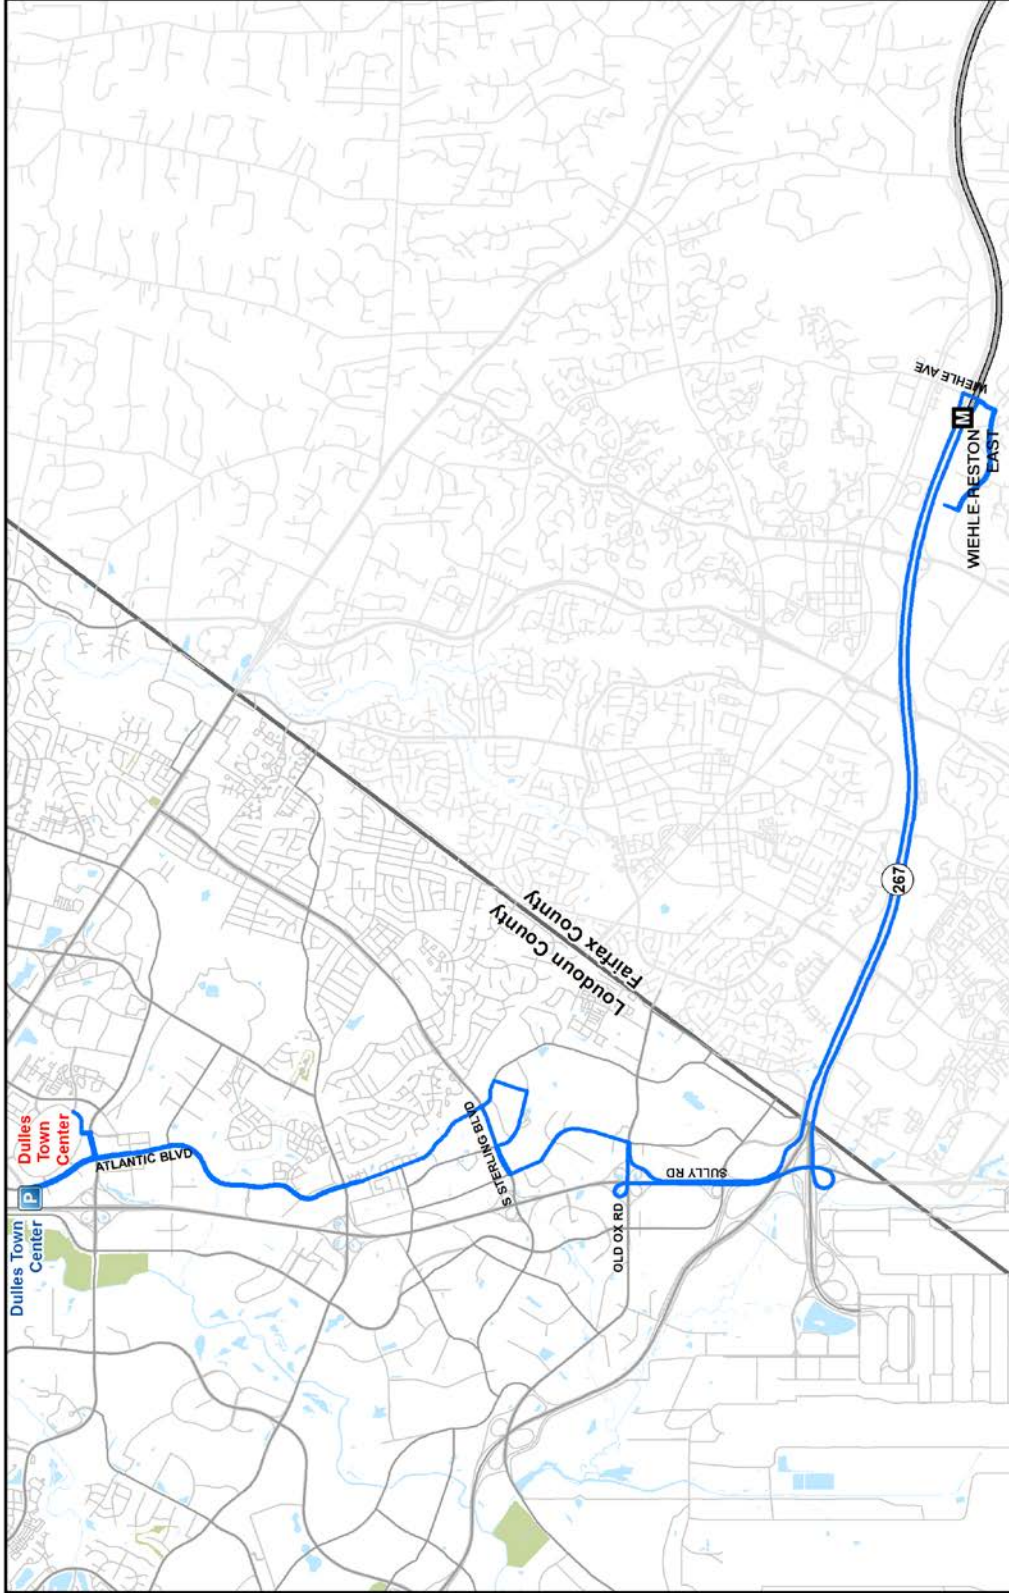 Dulles
Town
Center
P
Dulles Town
Center
ATLANTIC BLVD
S STERLING BLVD
Loudoun County
Fairfax County
OLD OX RD
SULLY RD
267
WIEHLE AVE
M
WIEHLE-RESTON
EAST